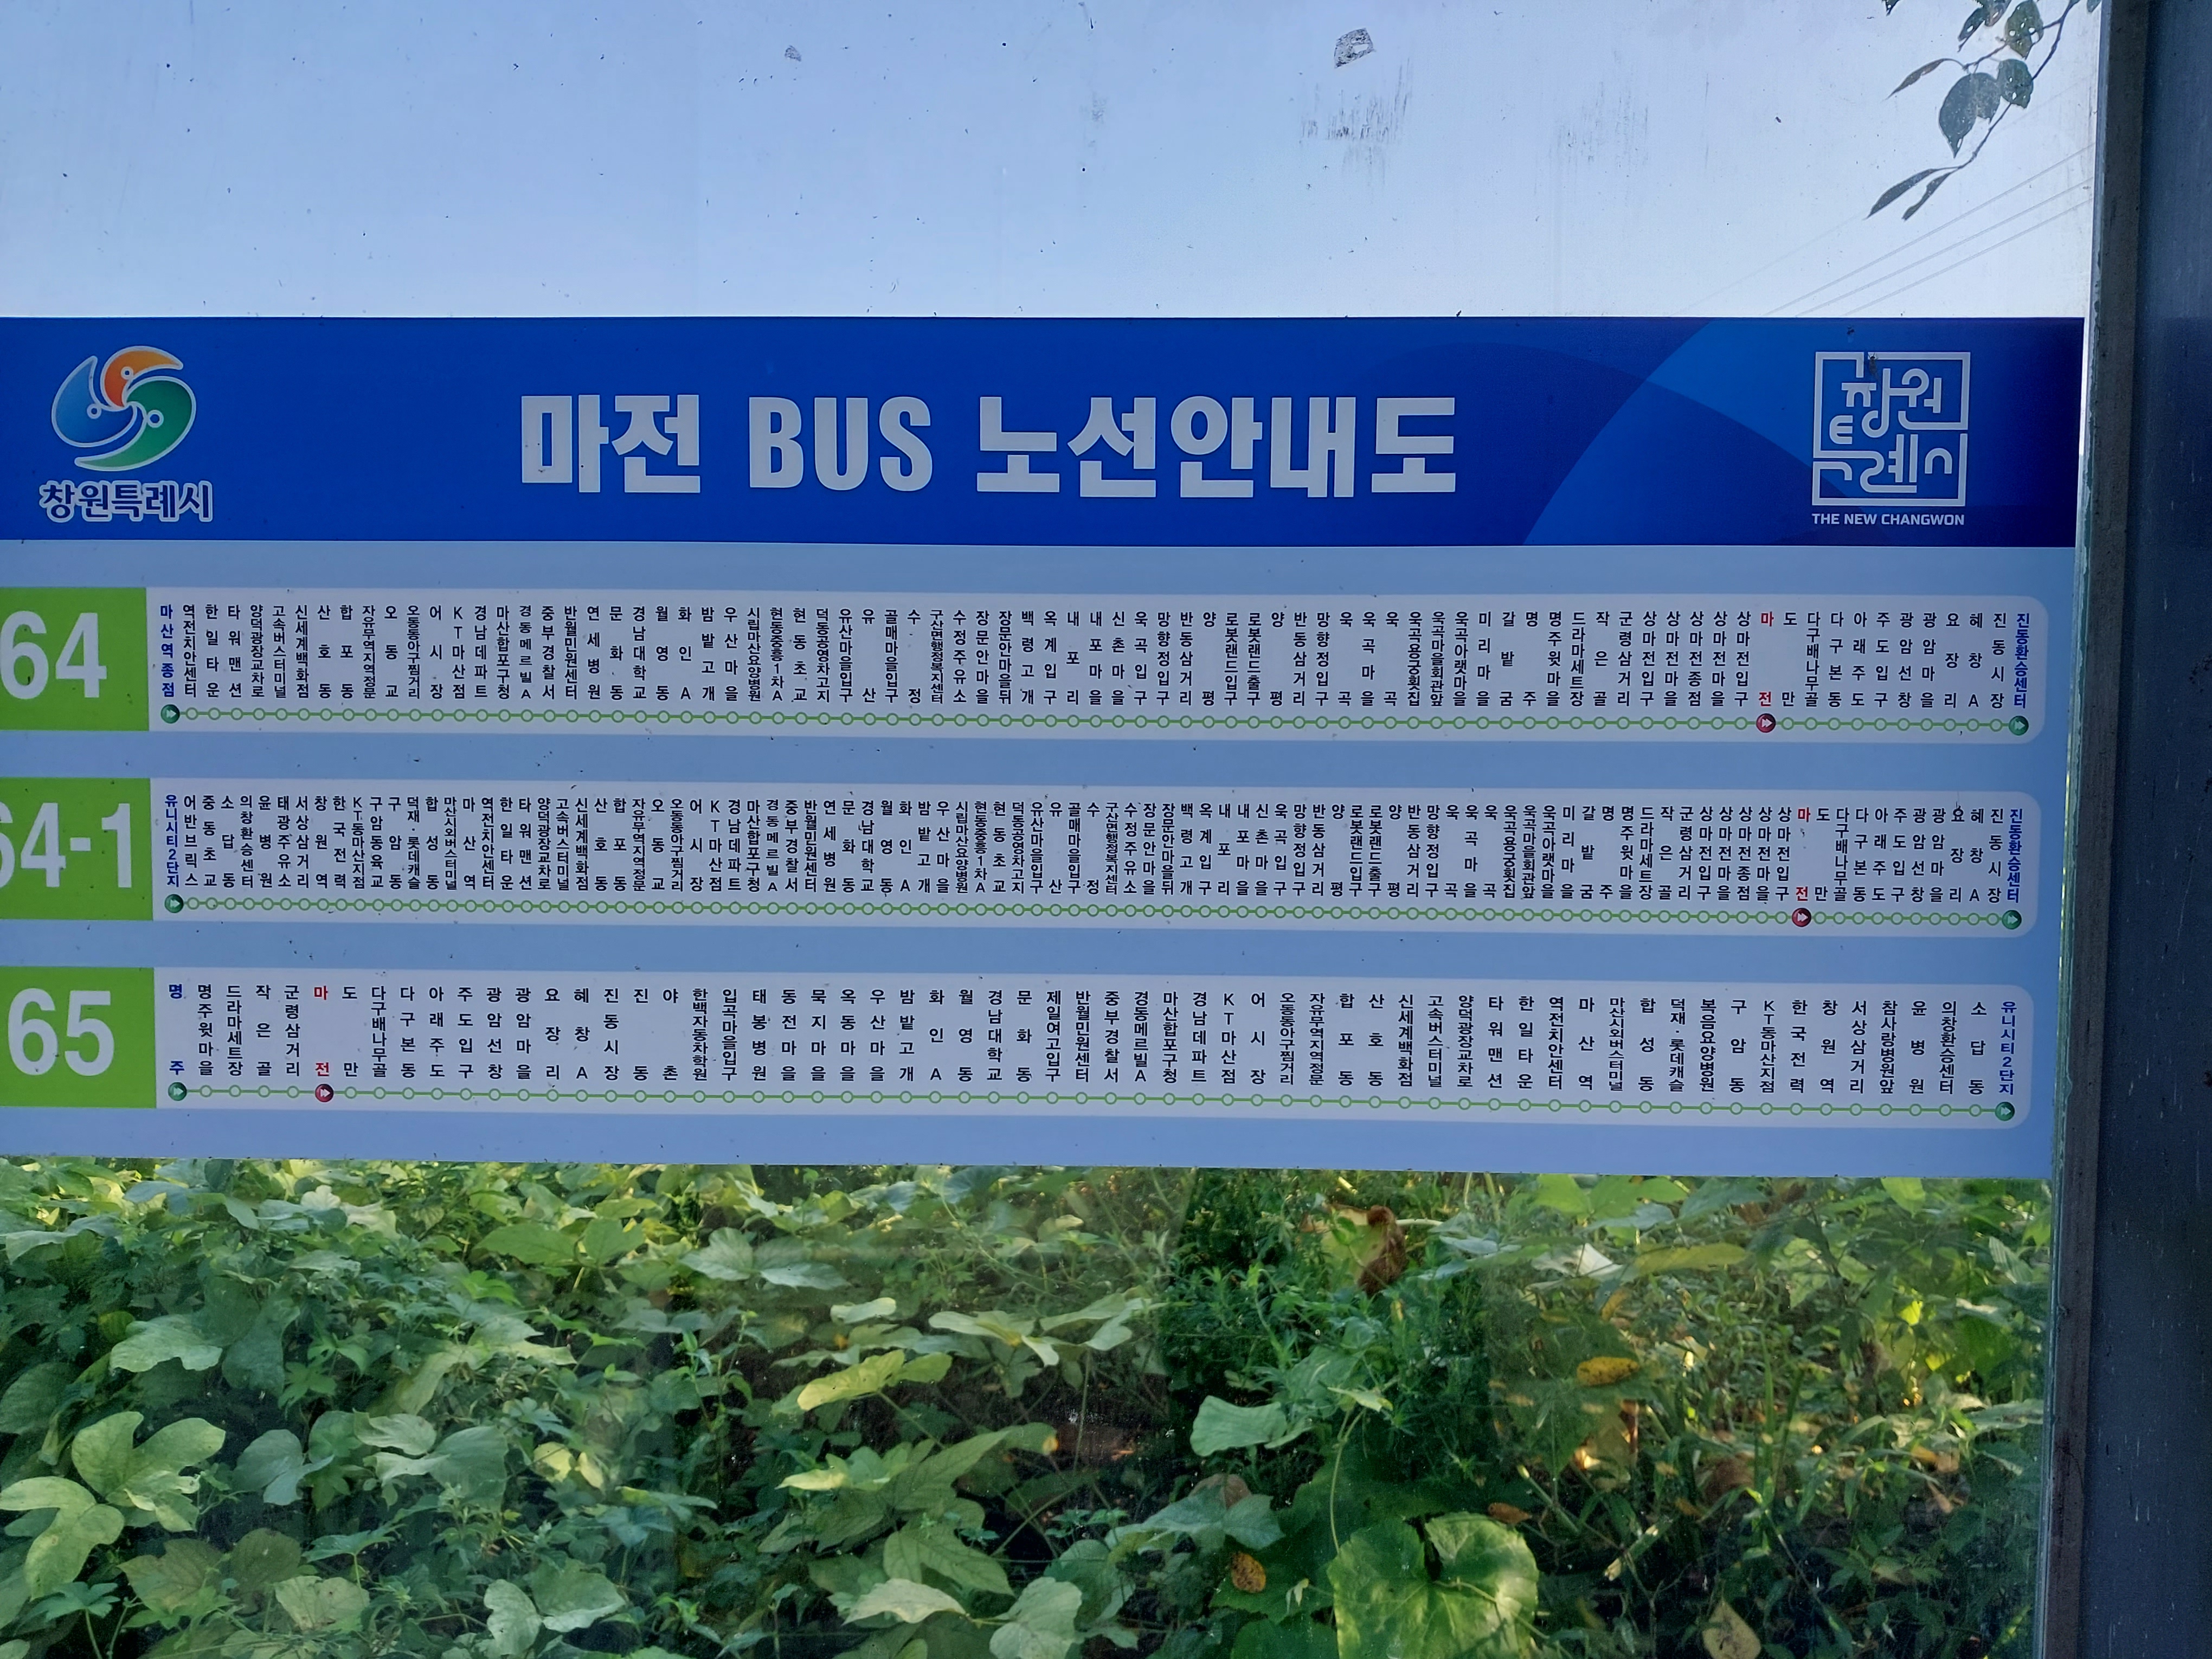 창원특례시
마전 BUS 노선안내도
창원특례시
THE NEW CHANGWON
64
마산역종점 역전치안센터 한일타운 타워맨션 양덕광장교차로 고속버스터미널 신세계백화점 산호동 합포동 자유무역지역정문 오동교 오동동아구찜거리 어시장 KT마산점 경남데파트 마산합포구청 경동메르빌A 중부경찰서 반월민원센터 연세병원 문화동 경남대학교 월영동 화인A 밤밭고개 우산마을 시립마산요양병원 현동중흥1차A 현동초교 덕동공영차고지 유산마을입구 유산 골매마을입구 수정 구산면행정복지센터 수정주유소 장문안마을 장문안마을뒤 백령고개 옥계입구 내포리 내포마을 신촌마을 욱곡입구 망향정입구 반동삼거리 양평 로봇랜드입구 로봇랜드출구 양평 반동삼거리 망향정입구 욱곡 욱곡마을 욱곡 욱곡용궁횟집 욱곡마을회관앞 욱곡아랫마을 미리마을 갈밭굼 명주 명주윗마을 드라마세트장 작은골 군령삼거리 상마전입구 상마전마을 상마전종점 상마전마을 상마전입구 마전 도만 다구배나무골 다구본동 아래주도 주도입구 광암선창 광암마을 요장리 혜창A 진동시장 진동환승센터
64-1
유니시티2단지 어반브릭스 중동초교 소답동 의창환승센터 윤병원 태광주유소 서상삼거리 창원역 한국전력 KT동마산지점 구암동육교 구암동 덕재·롯데캐슬 합성동 마산시외버스터미널 마산역 역전치안센터 한일타운 타워맨션 양덕광장교차로 고속버스터미널 신세계백화점 산호동 합포동 자유무역지역정문 오동교 오동동아구찜거리 어시장 KT마산점 경남데파트 마산합포구청 경동메르빌A 중부경찰서 반월민원센터 연세병원 문화동 경남대학교 월영동 화인A 밤밭고개 우산마을 시립마산요양병원 현동중흥1차A 현동초교 덕동공영차고지 유산마을입구 유산 골매마을입구 수정 구산면행정복지센터 수정주유소 장문안마을 장문안마을뒤 백령고개 옥계입구 내포리 내포마을 신촌마을 욱곡입구 망향정입구 반동삼거리 양평 로봇랜드입구 로봇랜드출구 양평 반동삼거리 망향정입구 욱곡 욱곡마을 욱곡 욱곡용궁횟집 욱곡마을회관앞 욱곡아랫마을 미리마을 갈밭굼 명주 명주윗마을 드라마세트장 작은골 군령삼거리 상마전입구 상마전마을 상마전종점 상마전마을 상마전입구 마전 도만 다구배나무골 다구본동 아래주도 주도입구 광암선창 광암마을 요장리 혜창A 진동시장 진동환승센터
65
명주 명주윗마을 드라마세트장 작은골 군령삼거리 마전 도만 다구배나무골 다구본동 아래주도 주도입구 광암선창 광암마을 요장리 혜창A 진동시장 진동 야촌 한백자동차학원 입곡마을입구 태봉병원 동전마을 묵지마을 옥동마을 우산마을 밤밭고개 화인A 월영동 경남대학교 문화동 제일여고입구 반월민원센터 중부경찰서 경동메르빌A 마산합포구청 경남데파트 KT마산점 어시장 오동동아구찜거리 자유무역지역정문 합포동 산호동 신세계백화점 고속버스터미널 양덕광장교차로 타워맨션 한일타운 역전치안센터 마산역 마산시외버스터미널 합성동 덕재·롯데캐슬 복음요양병원 구암동 KT동마산지점 한국전력 창원역 서상삼거리 참사랑병원앞 윤병원 의창환승센터 소답동 유니시티2단지